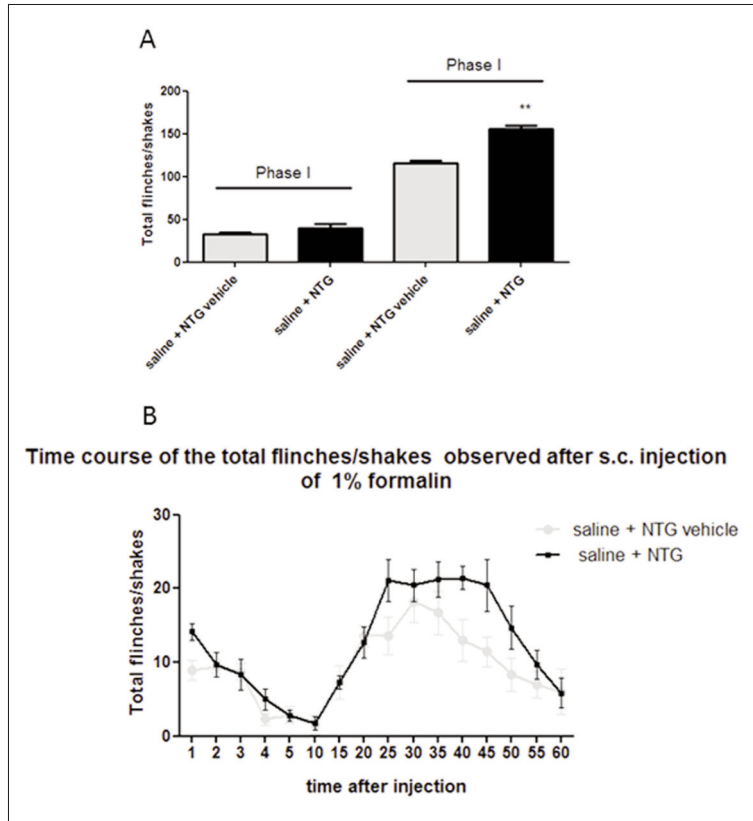 A
Phase I
200
150
100
50
0
Total flinches/shakes
Phase I
**
saline + NTG vehicle
saline + NTG
saline + NTG vehicle
saline + NTG
B
Time course of the total flinches/shakes observed after s.c. injection
of 1% formalin
30
20
10
0
Total flinches/shakes
saline + NTG vehicle
saline + NTG
1 2 3 4 5 10 15 20 25 30 35 40 45 50 55 60
time after injection